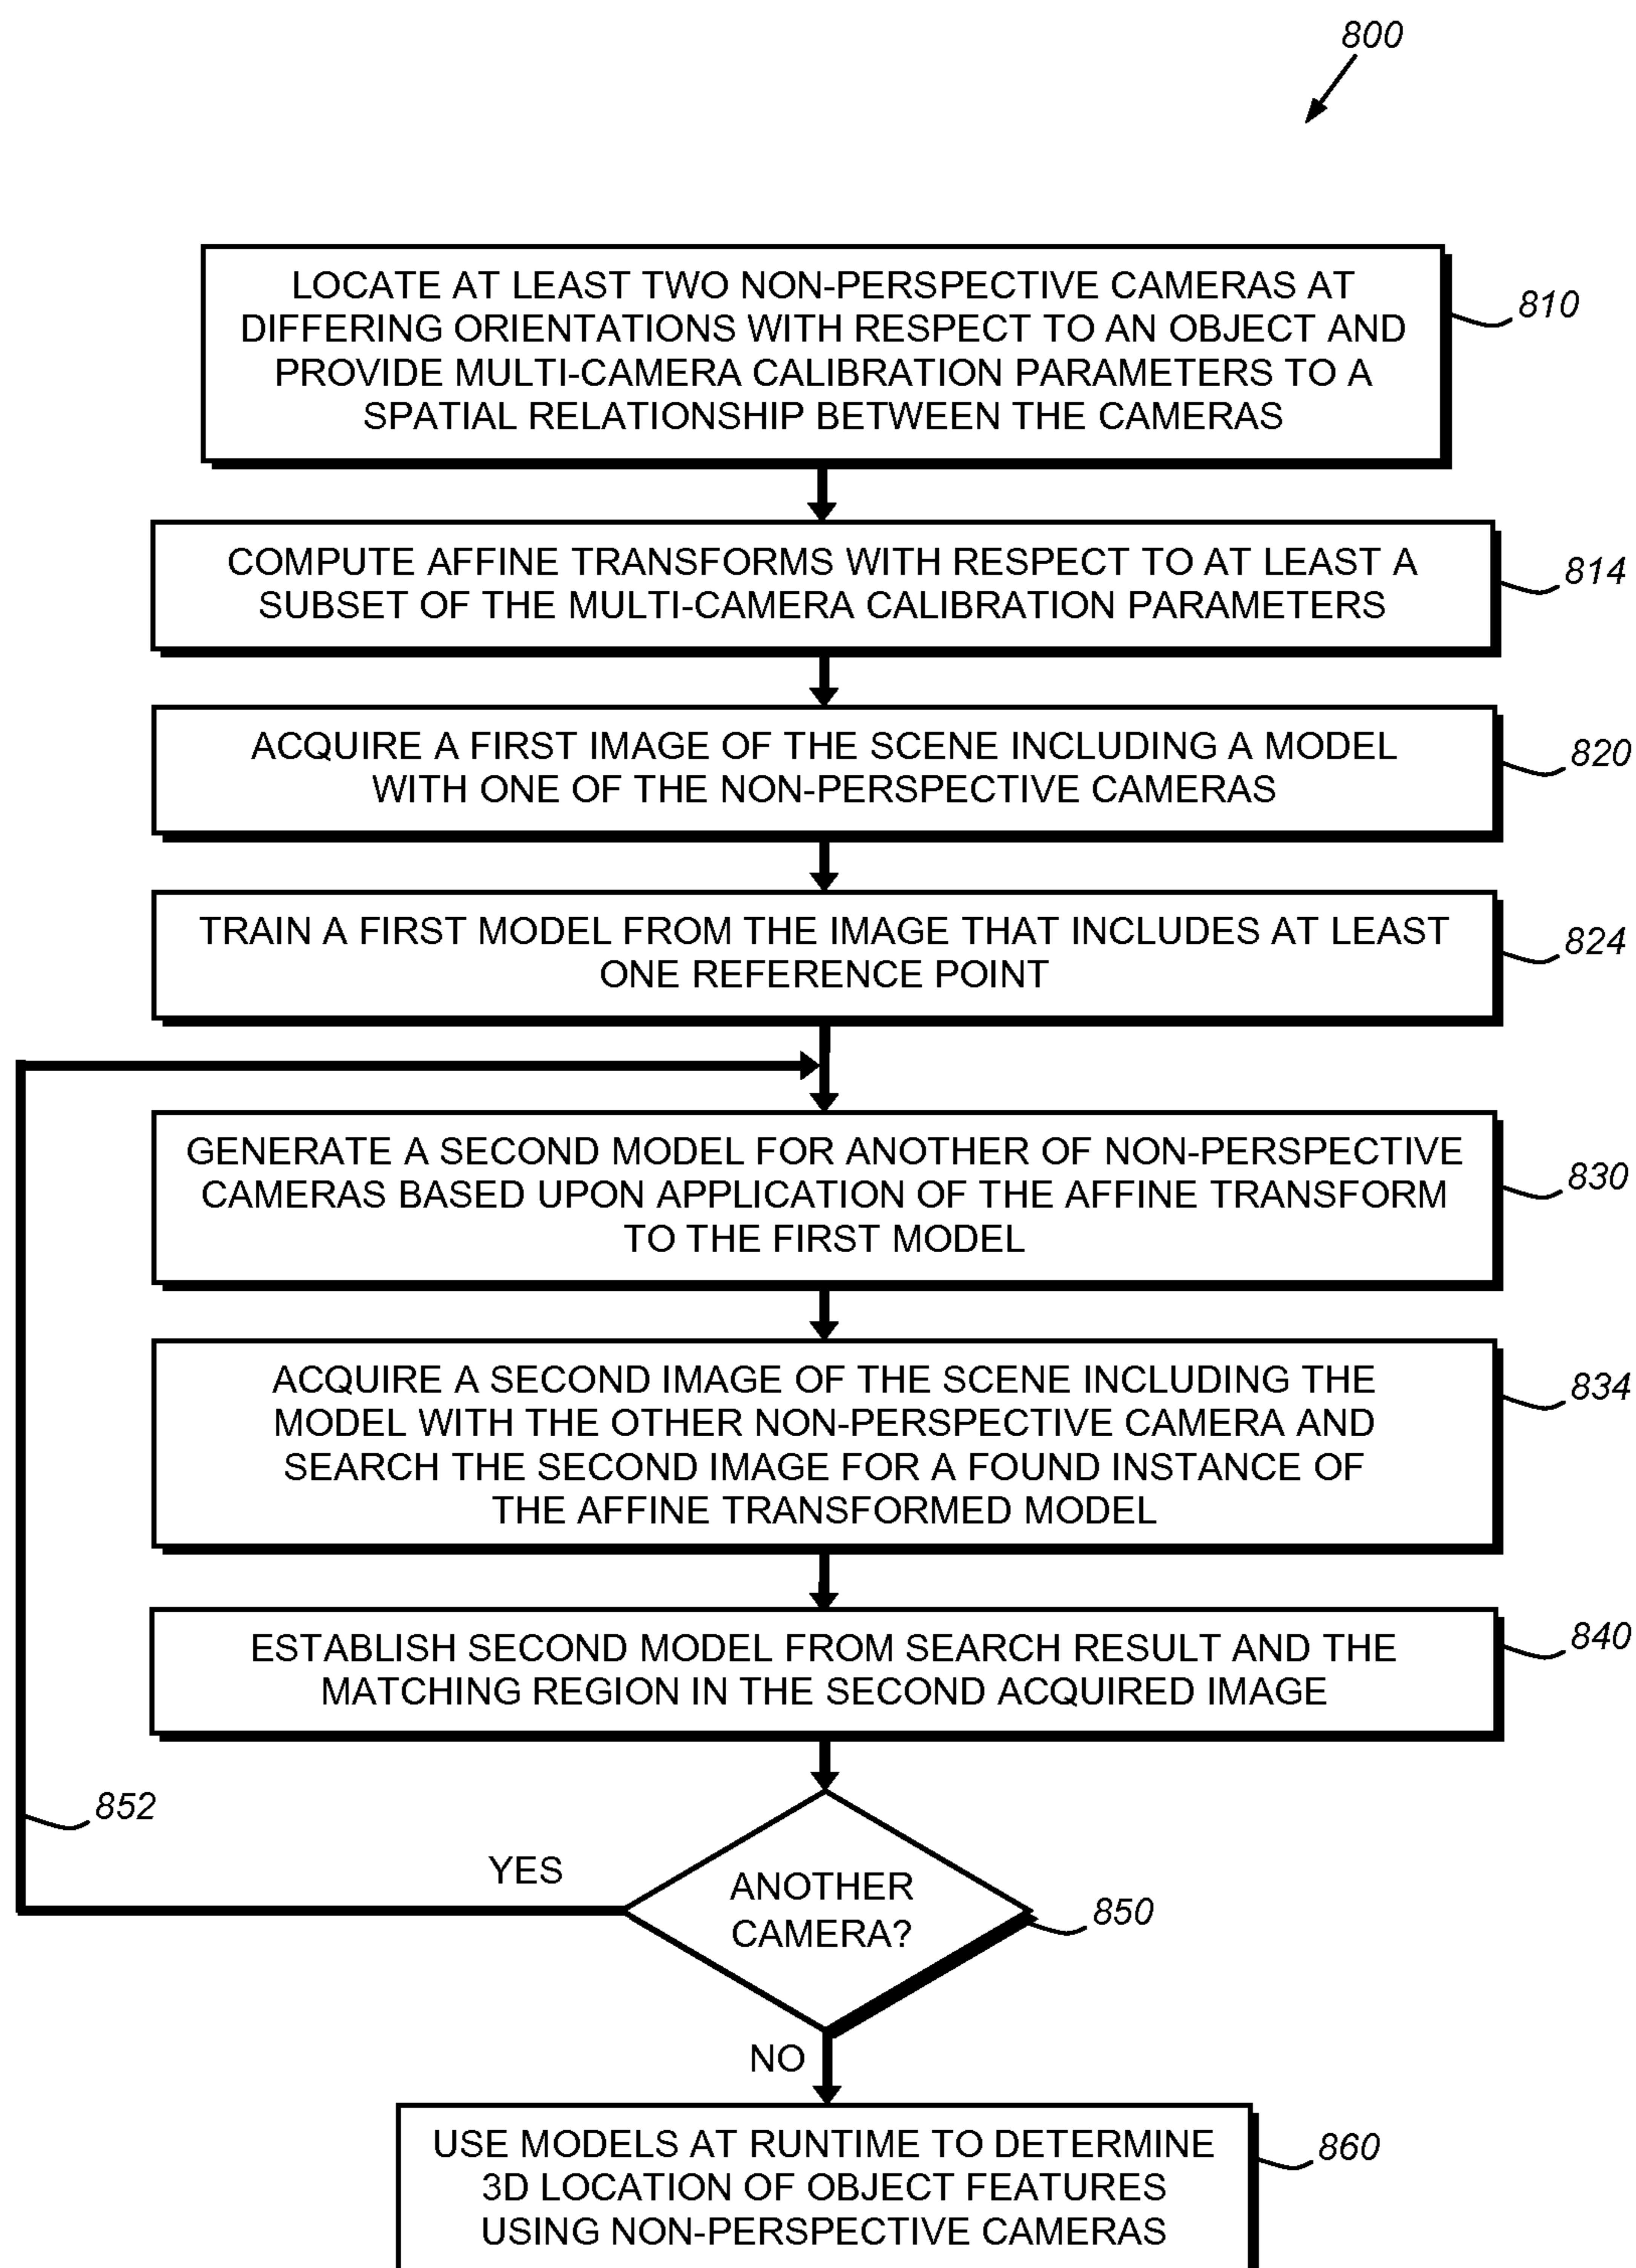 800
LOCATE AT LEAST TWO NON-PERSPECTIVE CAMERAS AT
DIFFERING ORIENTATIONS WITH RESPECT TO AN OBJECT AND
PROVIDE MULTI-CAMERA CALIBRATION PARAMETERS TO A
SPATIAL RELATIONSHIP BETWEEN THE CAMERAS
810
COMPUTE AFFINE TRANSFORMS WITH RESPECT TO AT LEAST A
SUBSET OF THE MULTI-CAMERA CALIBRATION PARAMETERS
814
ACQUIRE A FIRST IMAGE OF THE SCENE INCLUDING A MODEL
WITH ONE OF THE NON-PERSPECTIVE CAMERAS
820
TRAIN A FIRST MODEL FROM THE IMAGE THAT INCLUDES AT LEAST
ONE REFERENCE POINT
824
GENERATE A SECOND MODEL FOR ANOTHER OF NON-PERSPECTIVE
CAMERAS BASED UPON APPLICATION OF THE AFFINE TRANSFORM
TO THE FIRST MODEL
830
ACQUIRE A SECOND IMAGE OF THE SCENE INCLUDING THE
MODEL WITH THE OTHER NON-PERSPECTIVE CAMERA AND
SEARCH THE SECOND IMAGE FOR A FOUND INSTANCE OF
THE AFFINE TRANSFORMED MODEL
834
ESTABLISH SECOND MODEL FROM SEARCH RESULT AND THE
MATCHING REGION IN THE SECOND ACQUIRED IMAGE
840
852
YES
ANOTHER
CAMERA?
850
NO
USE MODELS AT RUNTIME TO DETERMINE
3D LOCATION OF OBJECT FEATURES
USING NON-PERSPECTIVE CAMERAS
860